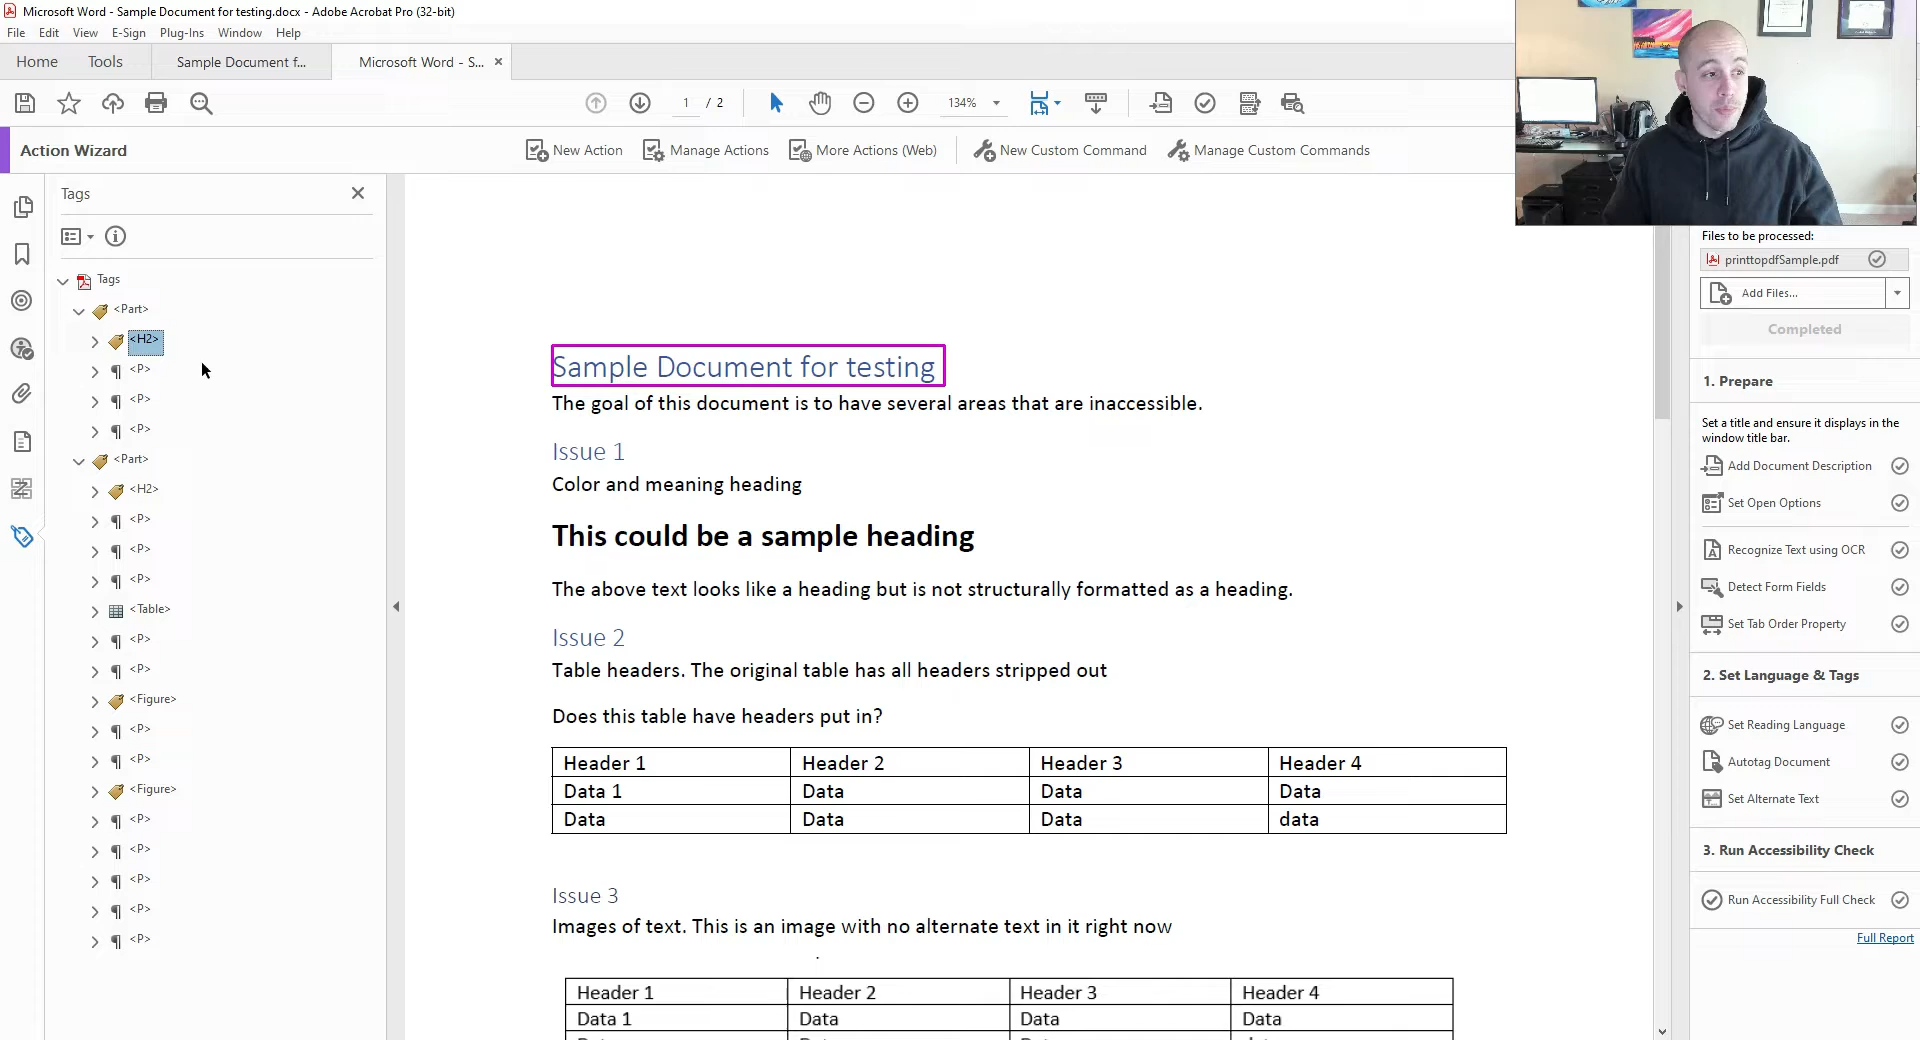 Microsoft Word - Sample Document for testing.docx - Adobe Acrobat Pro (32-bit)
File Edit View E-Sign Plug-Ins Window Help
Home Tools Sample Document f... Microsoft Word - S... ×
1 / 2 134%
Action Wizard New Action Manage Actions More Actions (Web) New Custom Command Manage Custom Commands
Tags
Tags
<Part>
<H2>
<P>
<P>
<P>
<Part>
<H2>
<P>
<P>
<P>
<Table>
<P>
<P>
<Figure>
<P>
<P>
<Figure>
<P>
<P>
<P>
<P>
<P>
Sample Document for testing
The goal of this document is to have several areas that are inaccessible.
Issue 1
Color and meaning heading
This could be a sample heading
The above text looks like a heading but is not structurally formatted as a heading.
Issue 2
Table headers. The original table has all headers stripped out
Does this table have headers put in?
Header 1 Header 2 Header 3 Header 4
Data 1 Data Data Data
Data Data Data data
Issue 3
Images of text. This is an image with no alternate text in it right now
Header 1 Header 2 Header 3 Header 4
Data 1 Data Data Data
Files to be processed:
printtopdfSample.pdf
Add Files...
Completed
1. Prepare
Set a title and ensure it displays in the
window title bar.
Add Document Description
Set Open Options
Recognize Text using OCR
Detect Form Fields
Set Tab Order Property
2. Set Language & Tags
Set Reading Language
Autotag Document
Set Alternate Text
3. Run Accessibility Check
Run Accessibility Full Check
Full Report